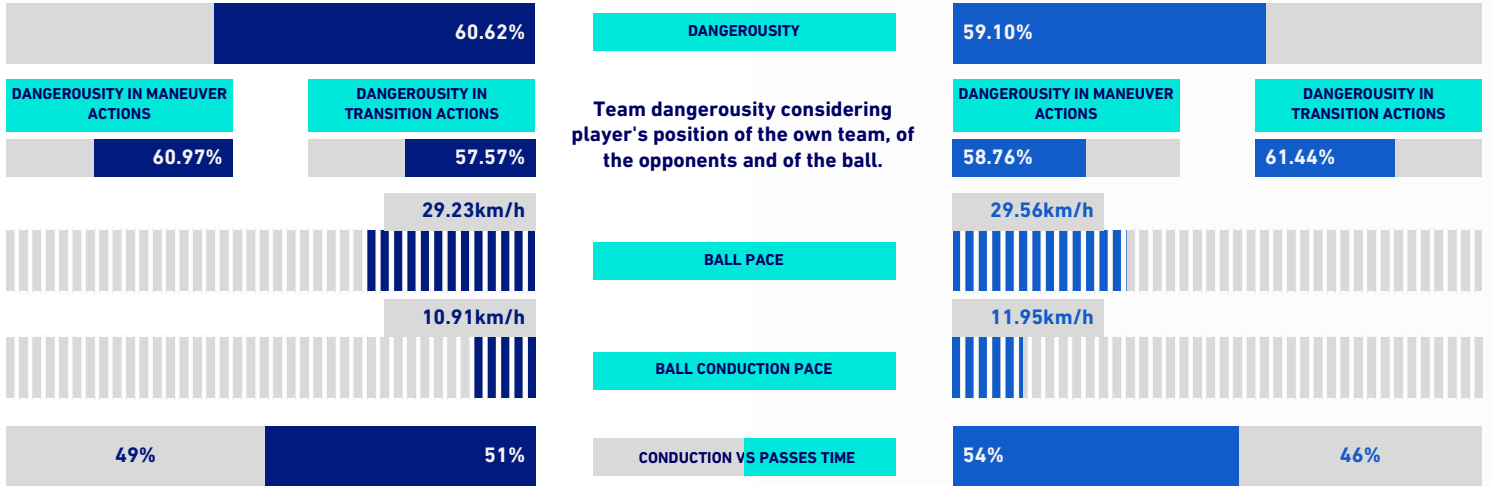 60.62%
DANGEROUSITY
59.10%
DANGEROUSITY IN MANEUVER
ACTIONS
DANGEROUSITY IN
TRANSITION ACTIONS
60.97%
57.57%
Team dangerousity considering
player's position of the own team, of
the opponents and of the ball.
DANGEROUSITY IN MANEUVER
ACTIONS
DANGEROUSITY IN
TRANSITION ACTIONS
58.76%
61.44%
29.23km/h
BALL PACE
29.56km/h
10.91km/h
BALL CONDUCTION PACE
11.95km/h
49%
51%
CONDUCTION VS PASSES TIME
54%
46%